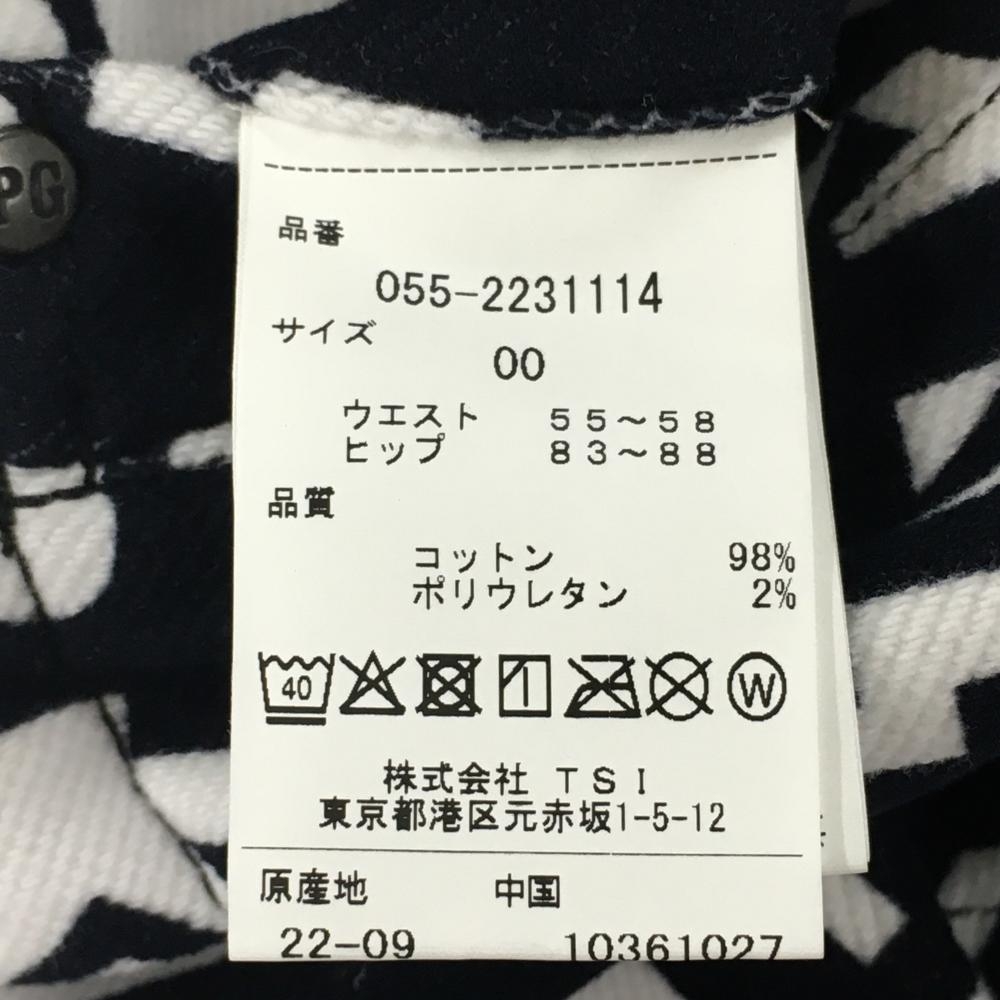 PG
品番
055-2231114
サイズ
00
ウエスト 55~58
ヒップ 83~88
品質
コットン 98%
ポリウレタン 2%
40 W
株式会社 TSI
東京都港区元赤坂1-5-12
原産地 中国
22-09 10361027